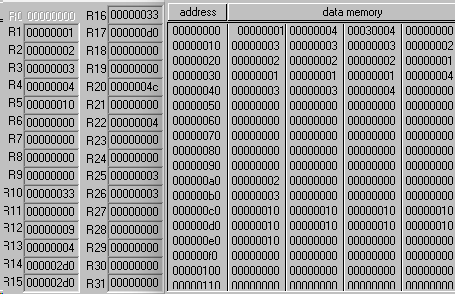 R0 00000000 R16 00000033 address data memory
R1 00000001 R17 000000d0 00000000 00000001 00000004 00030004 00000000
R2 00000002 R18 00000000 00000010 00000003 00000003 00000003 00000002
R3 00000003 R19 00000000 00000020 00000002 00000002 00000002 00000001
R4 00000004 R20 0000004c 00000030 00000001 00000001 00000001 00000004
R5 00000010 R21 00000000 00000040 00000003 00000003 00000004 00000000
R6 00000000 R22 00000004 00000050 00000000 00000000 00000000 00000000
R7 00000000 R23 00000000 00000060 00000000 00000000 00000000 00000000
R8 00000000 R24 00000000 00000070 00000000 00000000 00000000 00000000
R9 00000000 R25 00000003 00000080 00000000 00000000 00000000 00000000
R10 00000033 R26 00000003 00000090 00000000 00000000 00000000 00000000
R11 00000000 R27 00000000 000000a0 00000002 00000000 00000000 00000000
R12 00000009 R28 00000000 000000b0 00000003 00000000 00000000 00000000
R13 00000004 R29 00000000 000000c0 00000010 00000010 00000010 00000010
R14 000002d0 R30 00000000 000000d0 00000010 00000010 00000010 00000010
R15 000002d0 R31 00000000 000000e0 00000010 00000000 00000000 00000000
000000f0 00000000 00000000 00000000 00000000
00000100 00000000 00000000 00000000 00000000
00000110 00000000 00000000 00000000 00000000